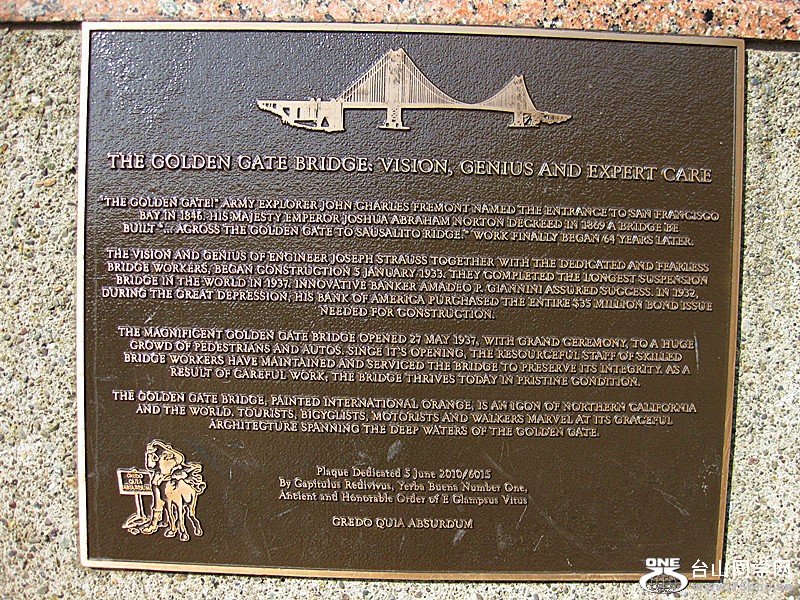 THE GOLDEN GATE BRIDGE: VISION, GENIUS AND EXPERT CARE
"THE GOLDEN GATE!" ARMY EXPLORER JOHN CHARLES FREMONT NAMED THE ENTRANCE TO SAN FRANCISCO
BAY IN 1846. HIS MAJESTY EMPEROR JOSHUA ABRAHAM NORTON DECREED IN 1869 A BRIDGE BE
BUILT "... ACROSS THE GOLDEN GATE TO SAUSALITO RIDGE." WORK FINALLY BEGAN 64 YEARS LATER.
THE VISION AND GENIUS OF ENGINEER JOSEPH STRAUSS TOGETHER WITH THE DEDICATED AND FEARLESS
BRIDGE WORKERS, BEGAN CONSTRUCTION 5 JANUARY 1933. THEY COMPLETED THE LONGEST SUSPENSION
BRIDGE IN THE WORLD IN 1937. INNOVATIVE BANKER AMADEO P. GIANNINI ASSURED SUCCESS. IN 1932,
DURING THE GREAT DEPRESSION, HIS BANK OF AMERICA PURCHASED THE ENTIRE $35 MILLION BOND ISSUE
NEEDED FOR CONSTRUCTION.
THE MAGNIFICENT GOLDEN GATE BRIDGE OPENED 27 MAY 1937, WITH GRAND CEREMONY, TO A HUGE
CROWD OF PEDESTRIANS AND AUTOS. SINCE IT'S OPENING, THE RESOURCEFUL STAFF OF SKILLED
BRIDGE WORKERS HAVE MAINTAINED AND SERVICED THE BRIDGE TO PRESERVE ITS INTEGRITY. AS A
RESULT OF CAREFUL WORK, THE BRIDGE THRIVES TODAY IN PRISTINE CONDITION.
THE GOLDEN GATE BRIDGE, PAINTED INTERNATIONAL ORANGE, IS AN ICON OF NORTHERN CALIFORNIA
AND THE WORLD. TOURISTS, BICYCLISTS, MOTORISTS AND WALKERS MARVEL AT ITS GRACEFUL
ARCHITECTURE SPANNING THE DEEP WATERS OF THE GOLDEN GATE.
CREDO
QUIA
ABSURDUM
Plaque Dedicated 5 June 2010/6015
By Capitulus Redivivus, Yerba Buena Number One,
Ancient and Honorable Order of E Clampsus Vitus
CREDO QUIA ABSURDUM
ONE 台山同学网